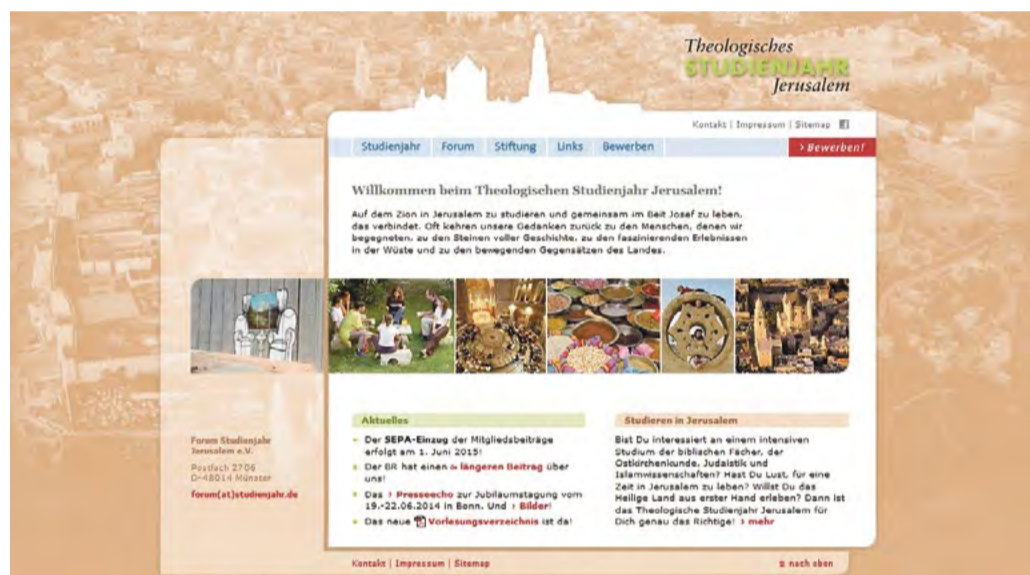 Theologisches
STUDIENJAHR
Jerusalem
Kontakt | Impressum | Sitemap
Studienjahr Forum Stiftung Links Bewerben › Bewerben!
Willkommen beim Theologischen Studienjahr Jerusalem!
Auf dem Zion in Jerusalem zu studieren und gemeinsam im Beit Josef zu leben,
das verbindet. Oft kehren unsere Gedanken zurück zu den Menschen, denen wir
begegneten, zu den Steinen voller Geschichte, zu den faszinierenden Erlebnissen
in der Wüste und zu den bewegenden Gegensätzen des Landes.
Aktuelles
Der SEPA-Einzug der Mitgliedsbeiträge
erfolgt am 1. Juni 2015!
Der BR hat einen längeren Beitrag über
uns!
Das › Presseecho zur Jubiläumstagung vom
19.-22.06.2014 in Bonn. Und › Bilder!
Das neue Vorlesungsverzeichnis ist da!
Studieren in Jerusalem
Bist Du interessiert an einem intensiven
Studium der biblischen Fächer, der
Ostkirchenkunde, Judaistik und
Islamwissenschaften? Hast Du Lust, für eine
Zeit in Jerusalem zu leben? Willst Du das
Heilige Land aus erster Hand erleben? Dann ist
das Theologische Studienjahr Jerusalem für
Dich genau das Richtige! › mehr
Forum Studienjahr
Jerusalem e.V.
Postfach 2706
D-48014 Münster
forum(at)studienjahr.de
Kontakt | Impressum | Sitemap
nach oben